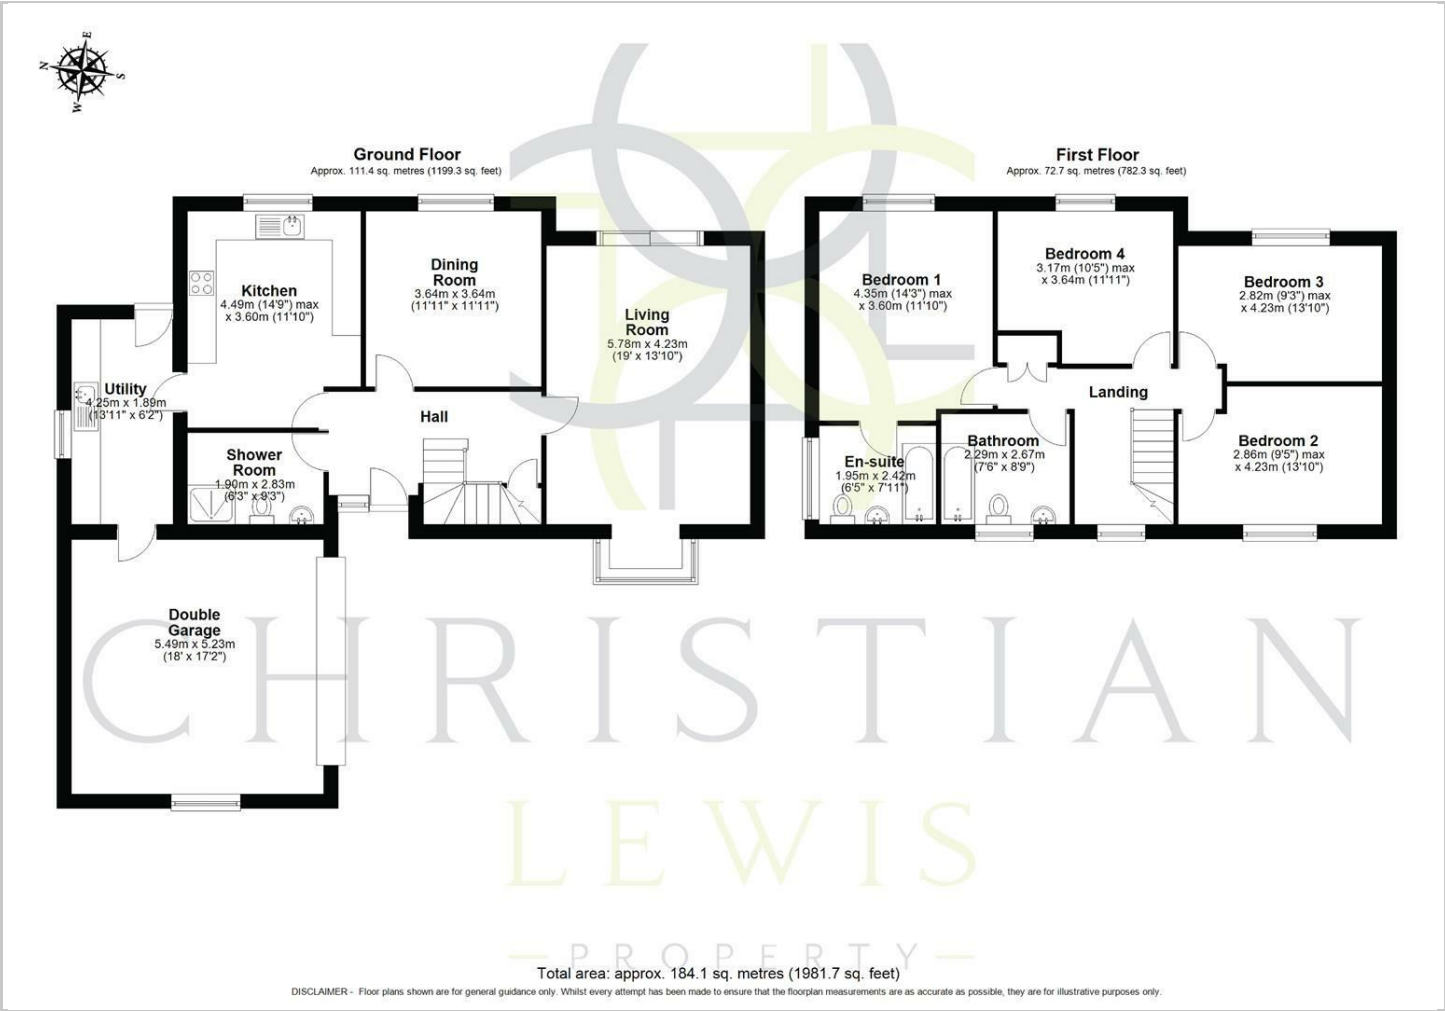 E
N
S
W
Ground Floor
Approx. 111.4 sq. metres (1199.3 sq. feet)
First Floor
Approx. 72.7 sq. metres (782.3 sq. feet)
Kitchen
4.49m (14'9") max
x 3.60m (11'10")
Dining
Room
3.64m x 3.64m
(11'11" x 11'11")
Living
Room
5.78m x 4.23m
(19' x 13'10")
Utility
4.25m x 1.89m
(13'11" x 6'2")
Hall
Shower
Room
1.90m x 2.83m
(6'3" x 9'3")
Double
Garage
5.49m x 5.23m
(18' x 17'2")
Bedroom 1
4.35m (14'3") max
x 3.60m (11'10")
Bedroom 4
3.17m (10'5") max
x 3.64m (11'11")
Bedroom 3
2.82m (9'3") max
x 4.23m (13'10")
Landing
En-suite
1.95m x 2.42m
(6'5" x 7'11")
Bathroom
2.29m x 2.67m
(7'6" x 8'9")
Bedroom 2
2.86m (9'5") max
x 4.23m (13'10")
CHRISTIAN
LEWIS
PROPERTY
Total area: approx. 184.1 sq. metres (1981.7 sq. feet)
DISCLAIMER - Floor plans shown are for general guidance only. Whilst every attempt has been made to ensure that the floorplan measurements are as accurate as possible, they are for illustrative purposes only.